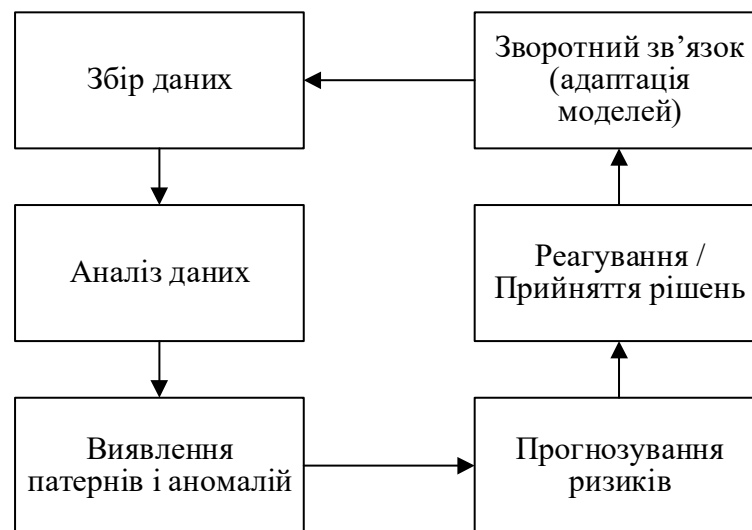 Збір даних
Зворотний зв’язок
(адаптація
моделей)
Аналіз даних
Реагування /
Прийняття рішень
Виявлення
патернів і аномалій
Прогнозування
ризиків